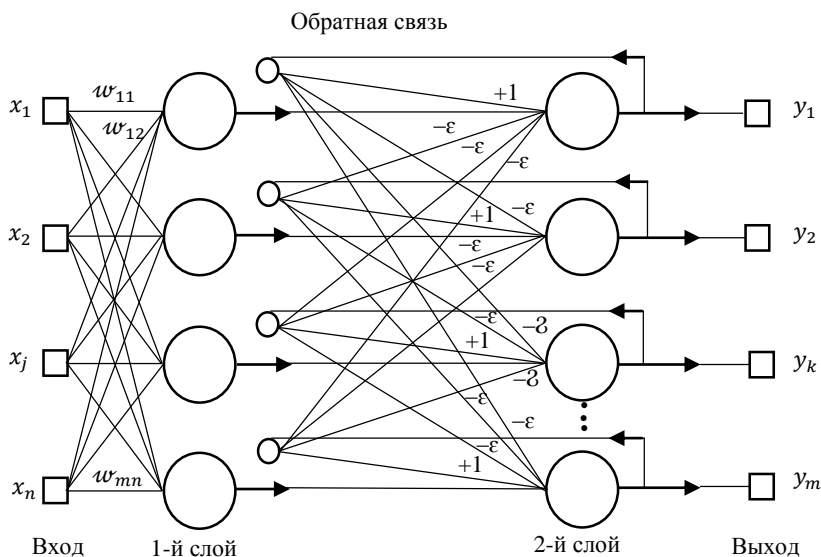 Обратная связь
x₁ w₁₁ +1 y₁
w₁₂ –ε –ε –ε
x₂ +1 –ε y₂
–ε –ε
–ε –з
xⱼ +1 yₖ
–з
–ε –ε
–ε
xₙ wₘₙ +1 yₘ
Вход 1-й слой 2-й слой Выход